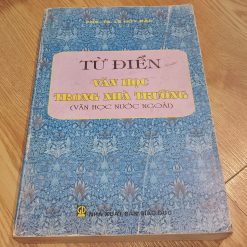 TỪ ĐIỂN
VĂN HỌC
TRONG NHÀ TRƯỜNG
(VĂN HỌC NƯỚC NGOÀI)
NHÀ XUẤT BẢN GIÁO DỤC